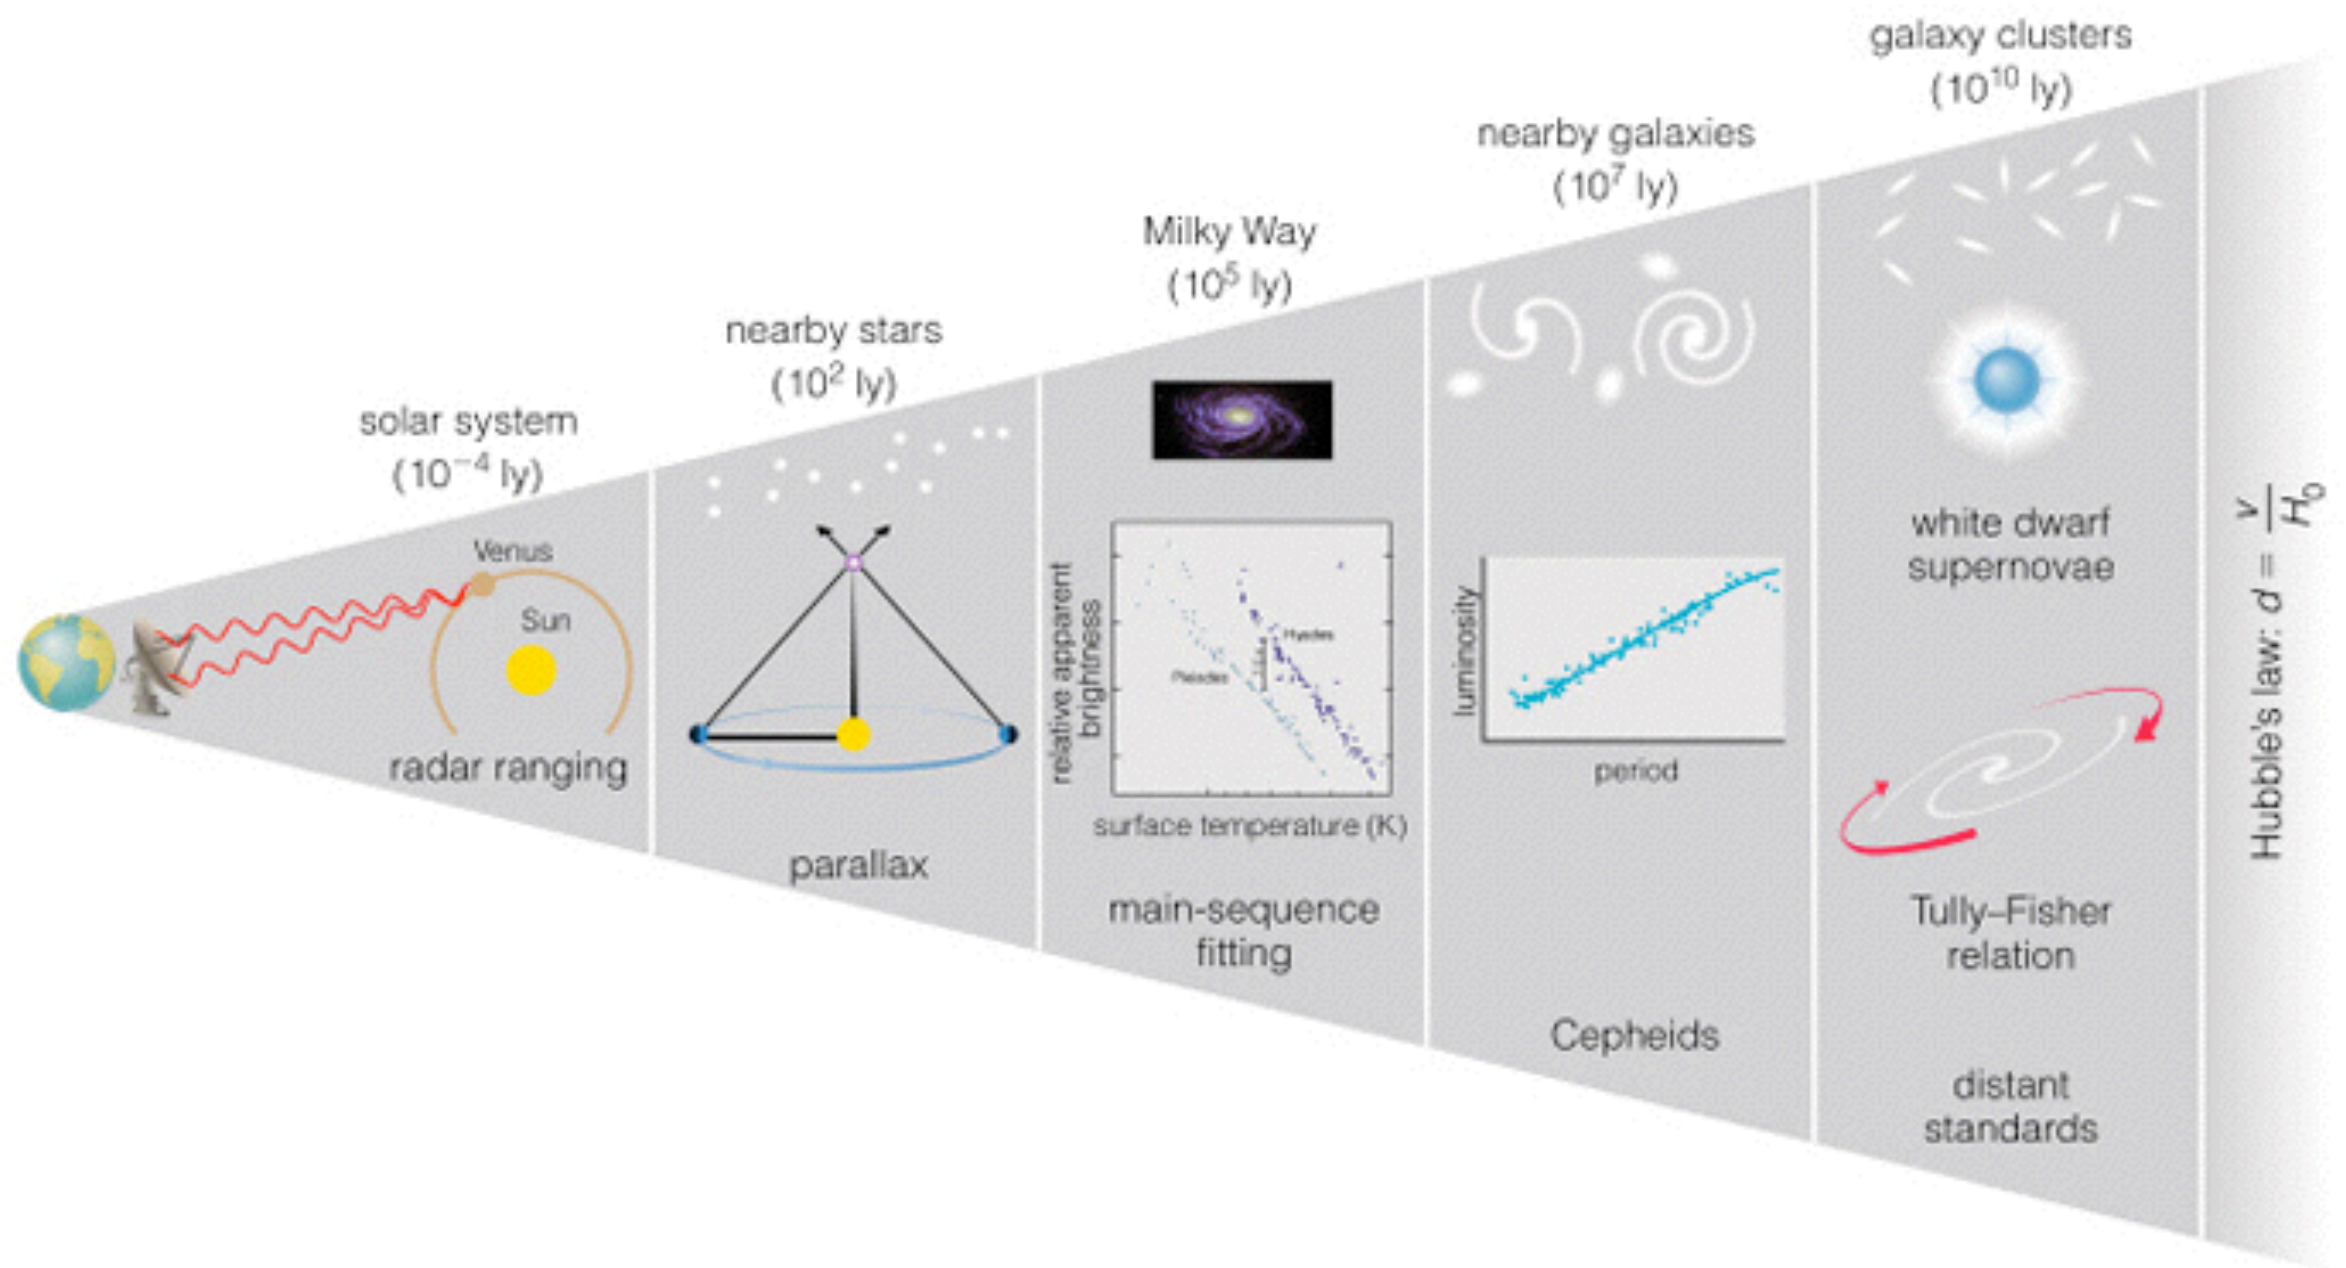 solar system
(10⁻⁴ ly)
Venus
Sun
radar ranging
nearby stars
(10² ly)
parallax
Milky Way
(10⁵ ly)
relative apparent
brightness
Hyades
Pleiades
surface temperature (K)
main-sequence
fitting
nearby galaxies
(10⁷ ly)
luminosity
period
Cepheids
galaxy clusters
(10¹⁰ ly)
white dwarf
supernovae
Tully–Fisher
relation
distant
standards
Hubble's law: d = v/H₀